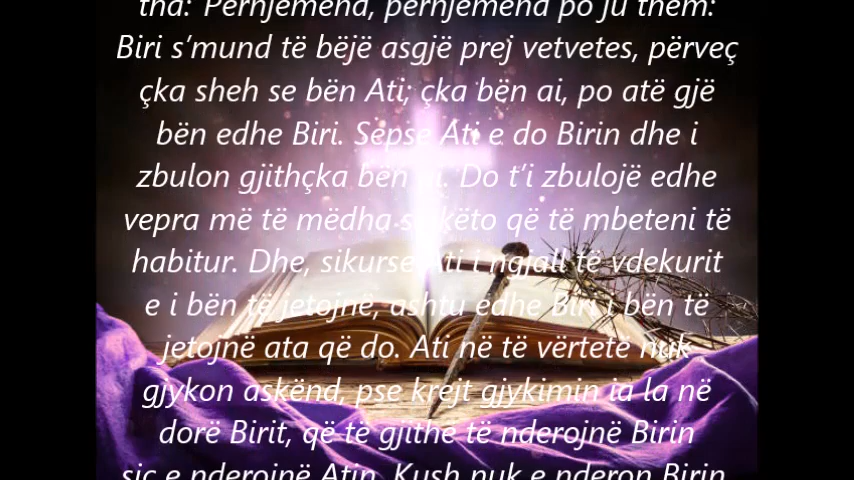 tha: Përnjëmend, përnjëmend po ju them:
Biri s’mund të bëjë asgjë prej vetvetes, përveç
çka sheh se bën Ati; çka bën ai, po atë gjë
bën edhe Biri. Sepse Ati e do Birin dhe i
zbulon gjithçka bën ai. Do t’i zbulojë edhe
vepra më të mëdha se këto që të mbeteni të
habitur. Dhe, sikurse Ati i ngjall të vdekurit
e i bën të jetojnë, ashtu edhe Biri i bën të
jetojnë ata që do. Ati në të vërtetë nuk
gjykon askënd, pse krejt gjykimin ia la në
dorë Birit, që të gjithë të nderojnë Birin
siç e nderojnë Atin. Kush nuk e nderon Birin,